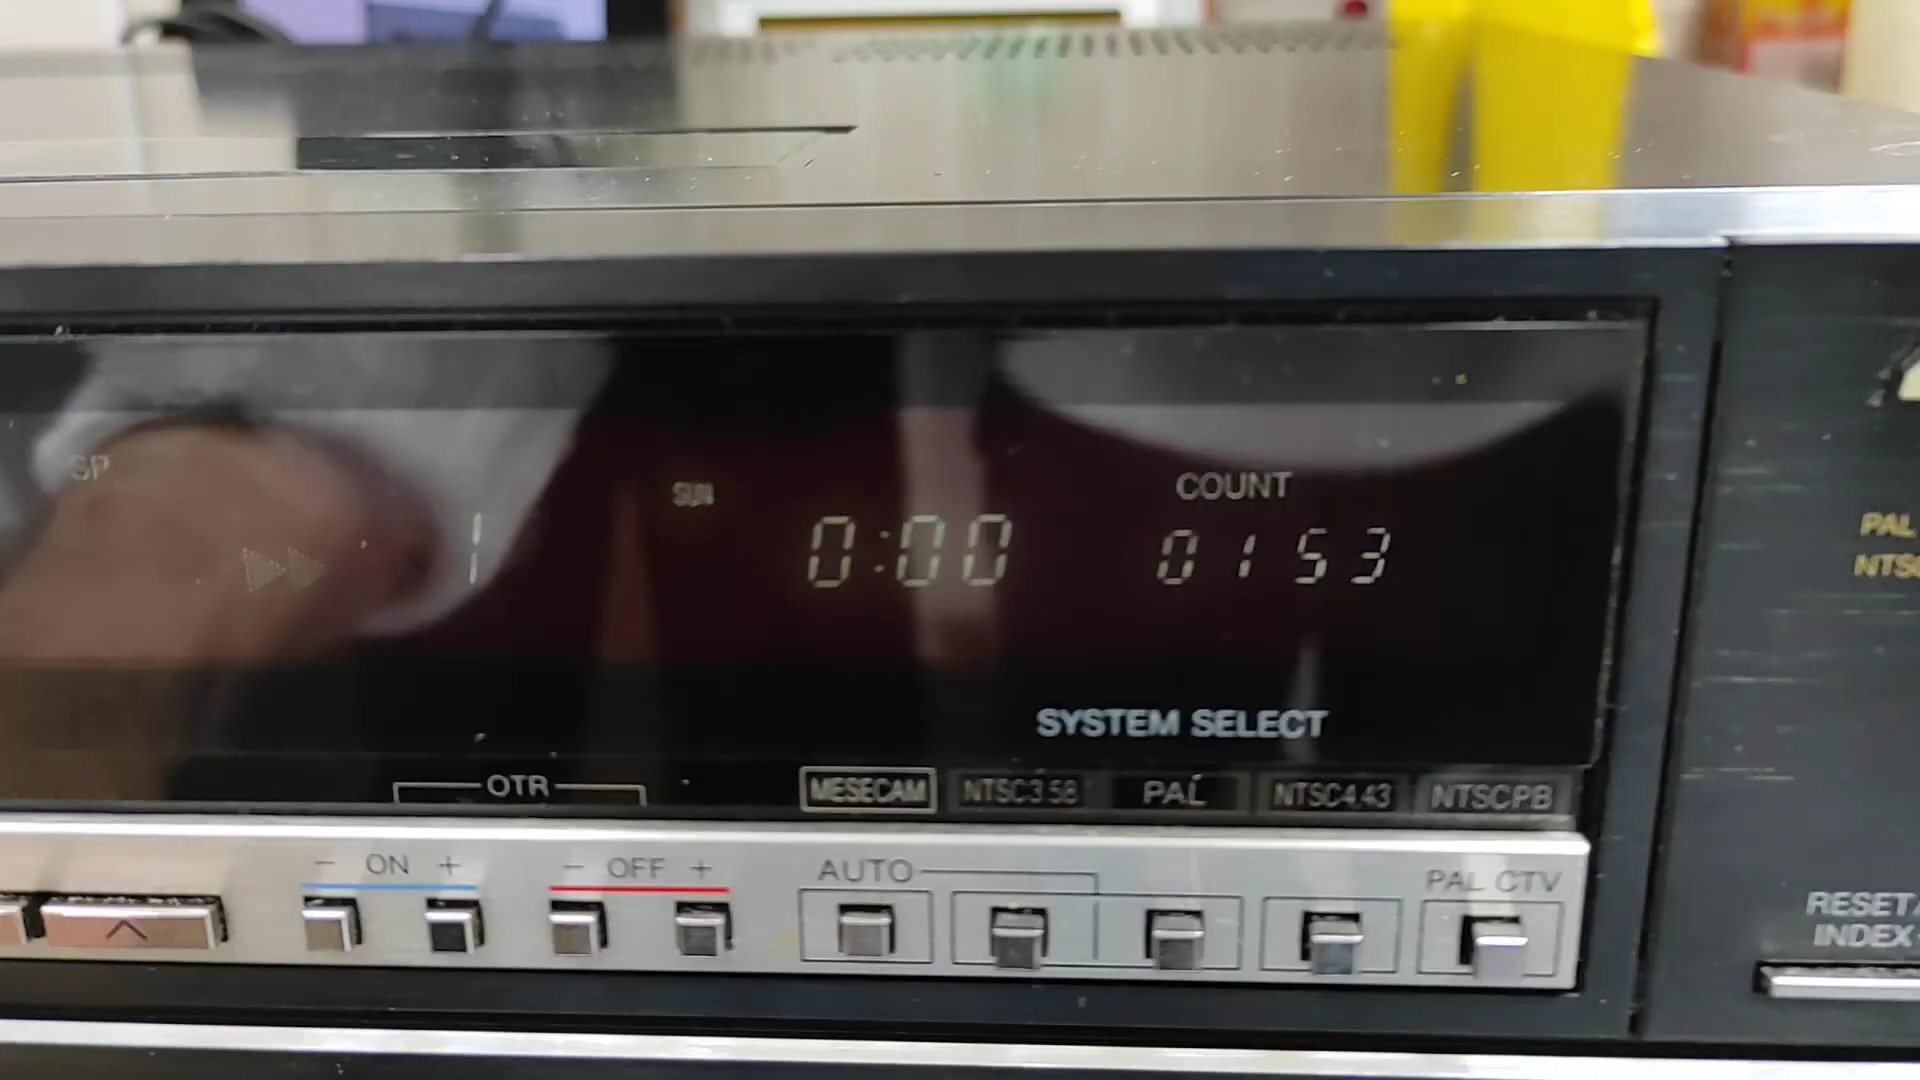 SP
SUN
COUNT
1
0:00
0153
SYSTEM SELECT
OTR
MESECAM
NTSC3.58
PAL
NTSC4.43
NTSCPB
- ON +
- OFF +
AUTO
PAL CTV
PAL
RESET/
INDEX